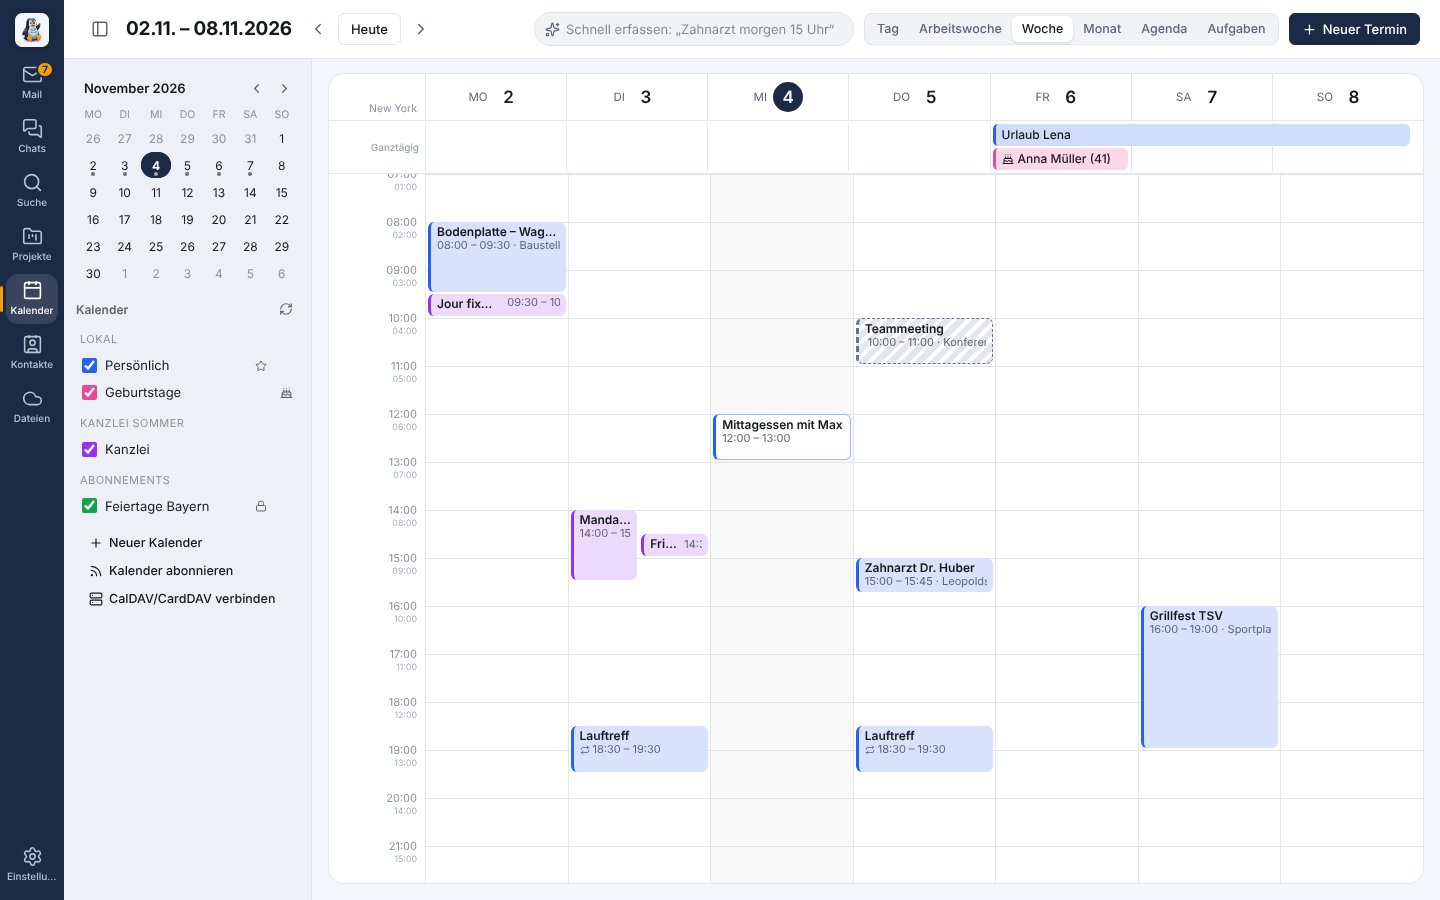 02.11. – 08.11.2026
Heute
Schnell erfassen: „Zahnarzt morgen 15 Uhr“
Tag
Arbeitswoche
Woche
Monat
Agenda
Aufgaben
Neuer Termin
7
Mail
Chats
Suche
Projekte
Kalender
Kontakte
Dateien
Einstellu...
November 2026
MO DI MI DO FR SA SO
26 27 28 29 30 31 1
2 3 4 5 6 7 8
9 10 11 12 13 14 15
16 17 18 19 20 21 22
23 24 25 26 27 28 29
30 1 2 3 4 5 6
Kalender
LOKAL
Persönlich
Geburtstage
KANZLEI SOMMER
Kanzlei
ABONNEMENTS
Feiertage Bayern
Neuer Kalender
Kalender abonnieren
CalDAV/CardDAV verbinden
New York
MO 2
DI 3
MI 4
DO 5
FR 6
SA 7
SO 8
Ganztägig
Urlaub Lena
Anna Müller (41)
07:00
01:00
08:00
02:00
09:00
03:00
10:00
04:00
11:00
05:00
12:00
06:00
13:00
07:00
14:00
08:00
15:00
09:00
16:00
10:00
17:00
11:00
18:00
12:00
19:00
13:00
20:00
14:00
21:00
15:00
Bodenplatte – Wag...
08:00 – 09:30 · Baustell
Jour fix... 09:30 – 10
Manda...
14:00 – 15
Fri... 14:
Lauftreff
18:30 – 19:30
Mittagessen mit Max
12:00 – 13:00
Teammeeting
10:00 – 11:00 · Konferen
Zahnarzt Dr. Huber
15:00 – 15:45 · Leopolds
Lauftreff
18:30 – 19:30
Grillfest TSV
16:00 – 19:00 · Sportpla